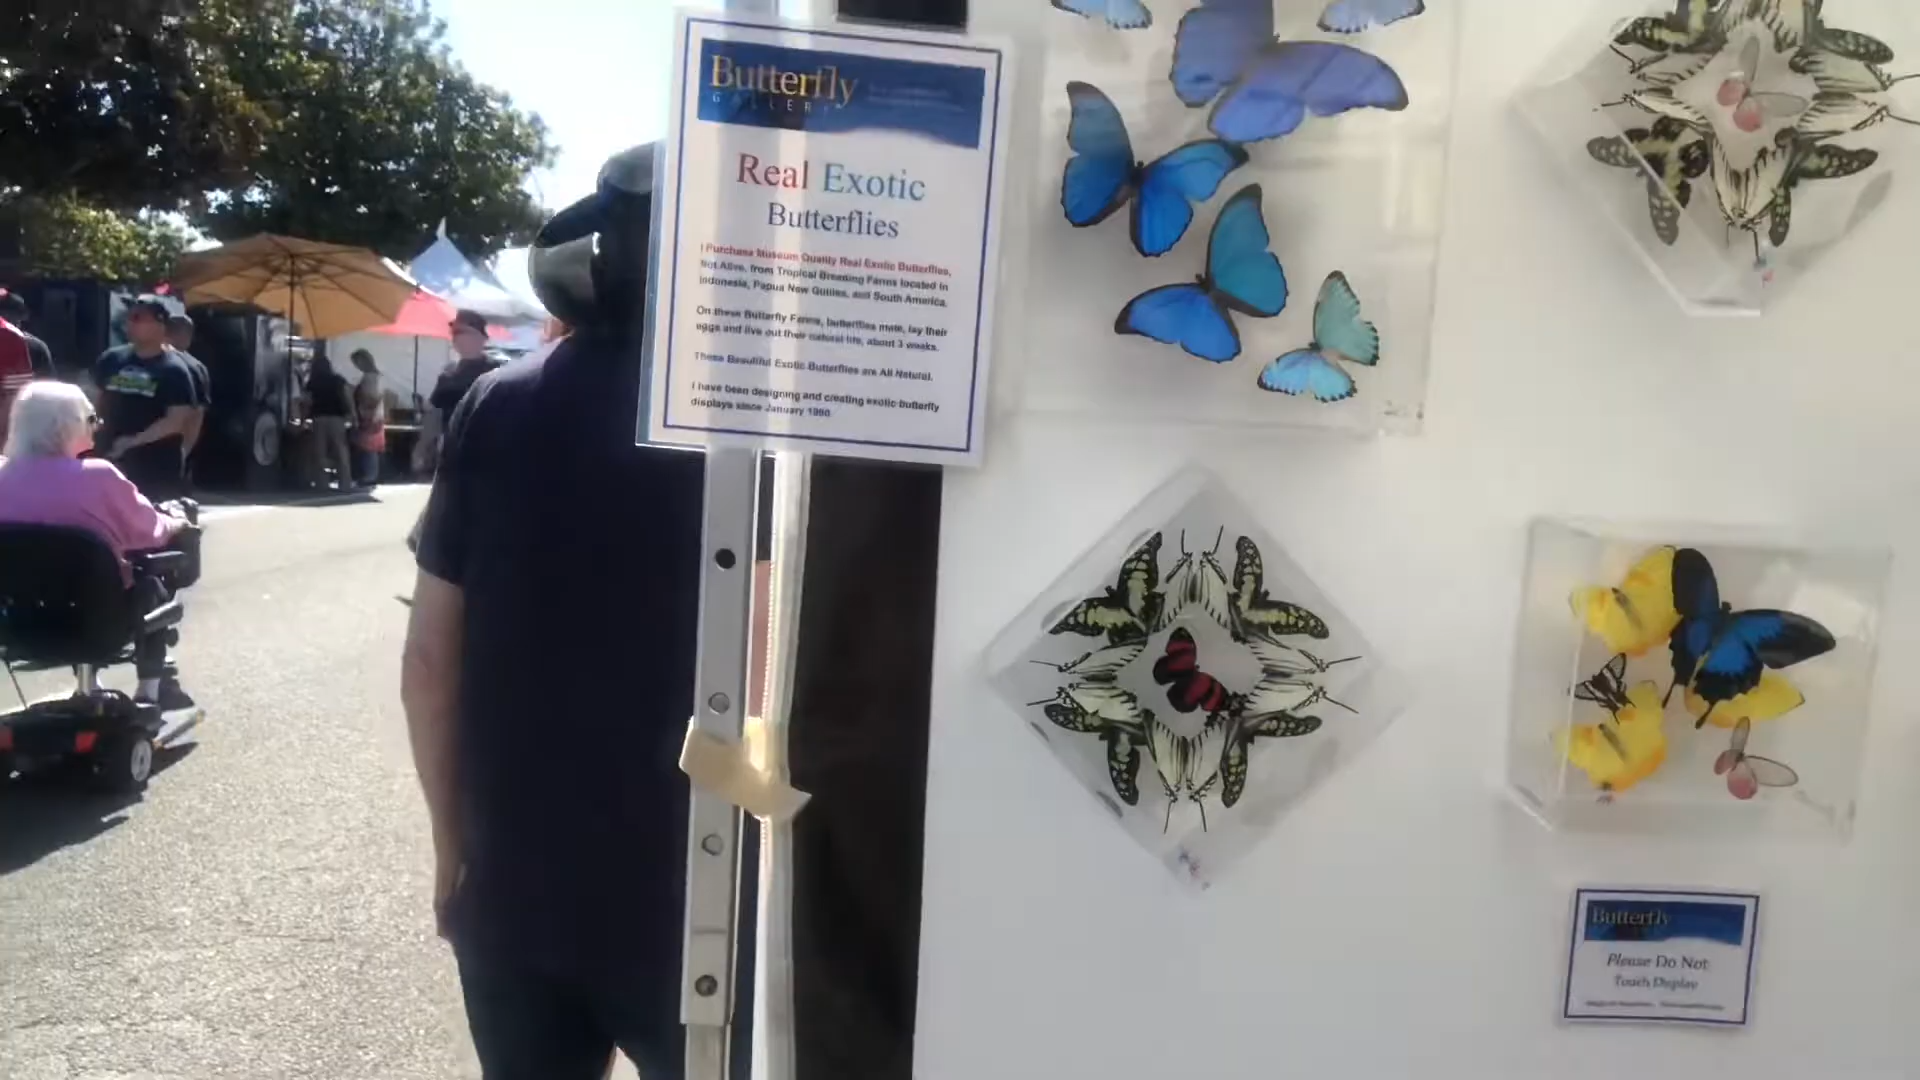 Butterfly
GALLERY
Real Exotic
Butterflies
I Purchase Museum Quality Real Exotic Butterflies,
Not Alive, from Tropical Breeding Farms located in
Indonesia, Papua New Guinea, and South America.
On these Butterfly Farms, butterflies mate, lay their
eggs and live out their natural life, about 3 weeks.
These Beautiful Exotic Butterflies are All Natural.
I have been designing and creating exotic butterfly
displays since January
Butterfly
Please Do Not
Touch Display